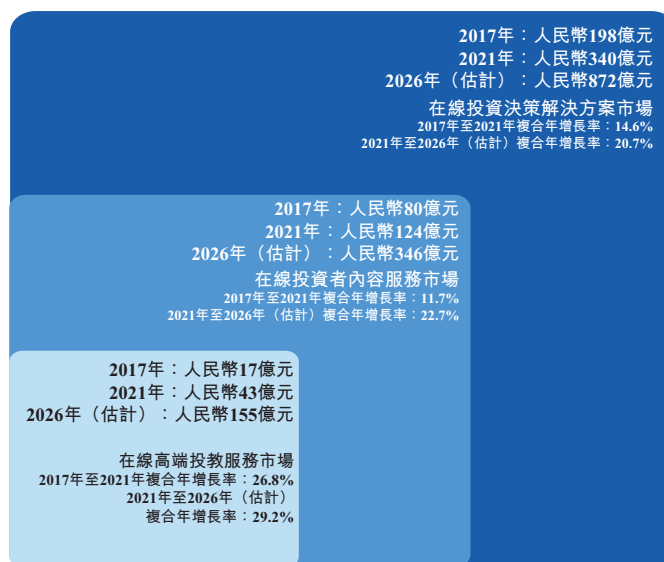 2017年：人民幣198億元
2021年：人民幣340億元
2026年（估計）：人民幣872億元
在線投資決策解決方案市場
2017年至2021年複合年增長率：14.6%
2021年至2026年（估計）複合年增長率：20.7%
2017年：人民幣80億元
2021年：人民幣124億元
2026年（估計）：人民幣346億元
在線投資者內容服務市場
2017年至2021年複合年增長率：11.7%
2021年至2026年（估計）複合年增長率：22.7%
2017年：人民幣17億元
2021年：人民幣43億元
2026年（估計）：人民幣155億元
在線高端投教服務市場
2017年至2021年複合年增長率：26.8%
2021年至2026年（估計）
複合年增長率：29.2%